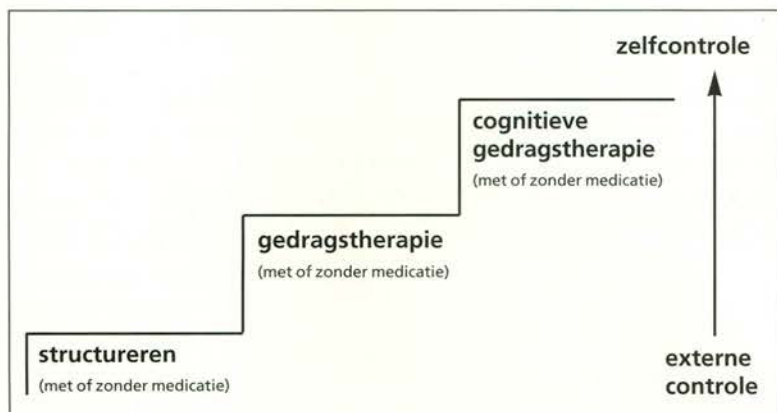 zelfcontrole
cognitieve
gedragstherapie
(met of zonder medicatie)
gedragstherapie
(met of zonder medicatie)
structureren
(met of zonder medicatie)
externe
controle